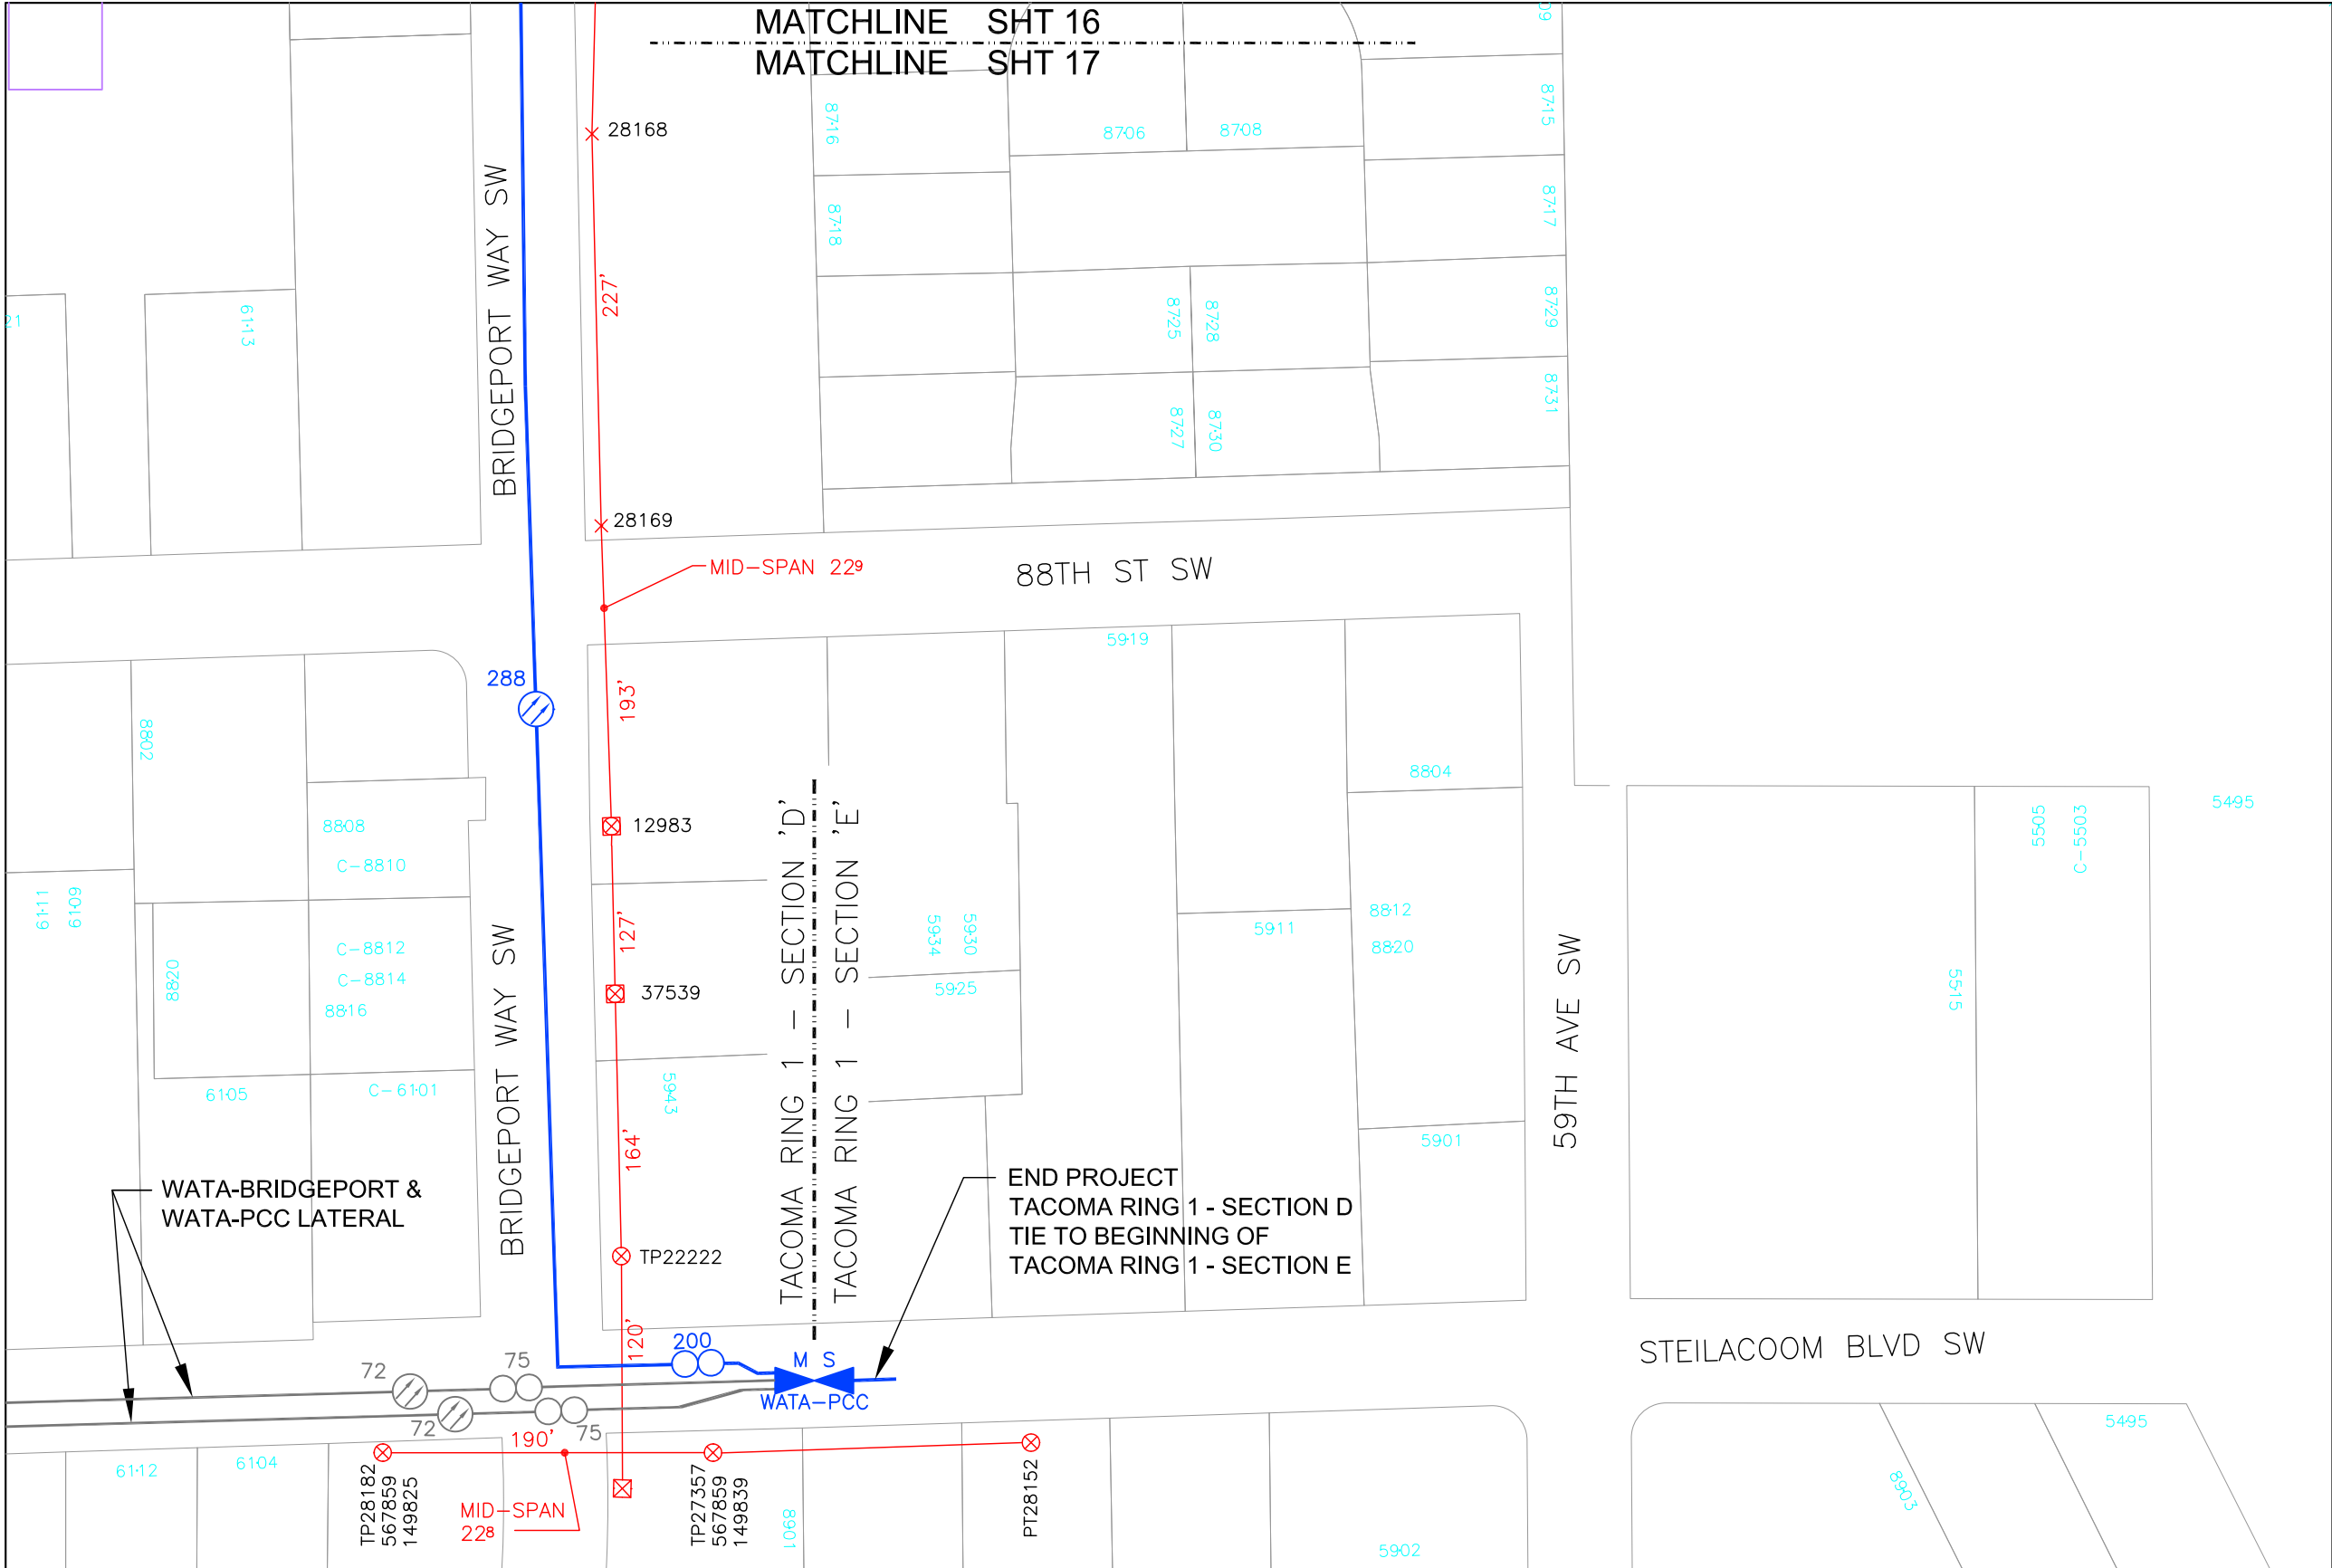 MATCHLINE SHT 16
MATCHLINE SHT 17
09
28168
8716
8706
8708
8715
BRIDGEPORT WAY SW
8718
8717
227'
21
6113
8725
8728
8729
8727
8730
8731
28169
MID-SPAN 22⁹
88TH ST SW
5919
288
193'
8802
8804
5495
12983
8808
C-8810
5505
C-5503
TACOMA RING 1 - SECTION 'D'
TACOMA RING 1 - SECTION 'E'
6111
6109
127'
5934
5930
5911
8812
8820
BRIDGEPORT WAY SW
C-8812
C-8814
8816
8820
37539
5925
59TH AVE SW
5515
6105
C-6101
5943
164'
5901
WATA-BRIDGEPORT &
WATA-PCC LATERAL
END PROJECT
TACOMA RING 1 - SECTION D
TIE TO BEGINNING OF
TACOMA RING 1 - SECTION E
TP22222
120'
200
M S
WATA-PCC
STEILACOOM BLVD SW
72
75
72
75
190'
6112
6104
TP28182
567859
149825
MID-SPAN
22⁸
TP27357
567859
149839
8901
PT28152
5902
8903
5495